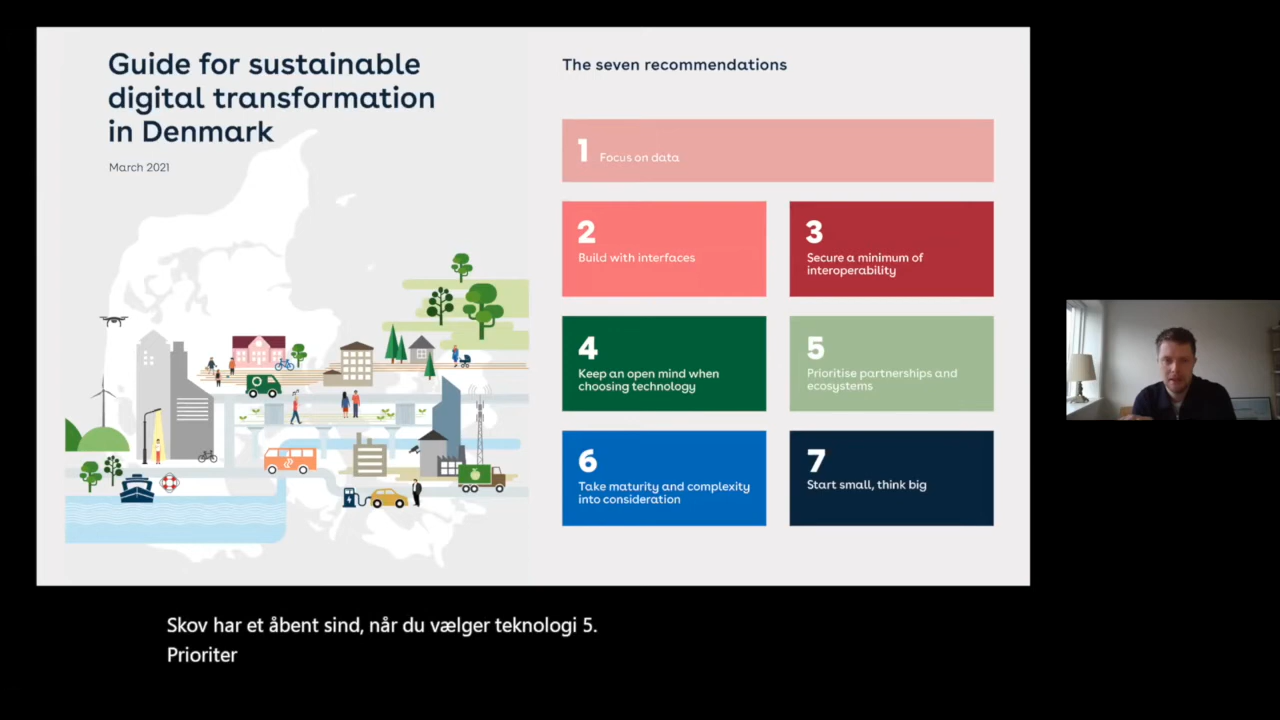 Guide for sustainable
digital transformation
in Denmark
March 2021
The seven recommendations
1 Focus on data
2
Build with interfaces
3
Secure a minimum of
interoperability
4
Keep an open mind when
choosing technology
5
Prioritise partnerships and
ecosystems
6
Take maturity and complexity
into consideration
7
Start small, think big
Skov har et åbent sind, når du vælger teknologi 5.
Prioriter